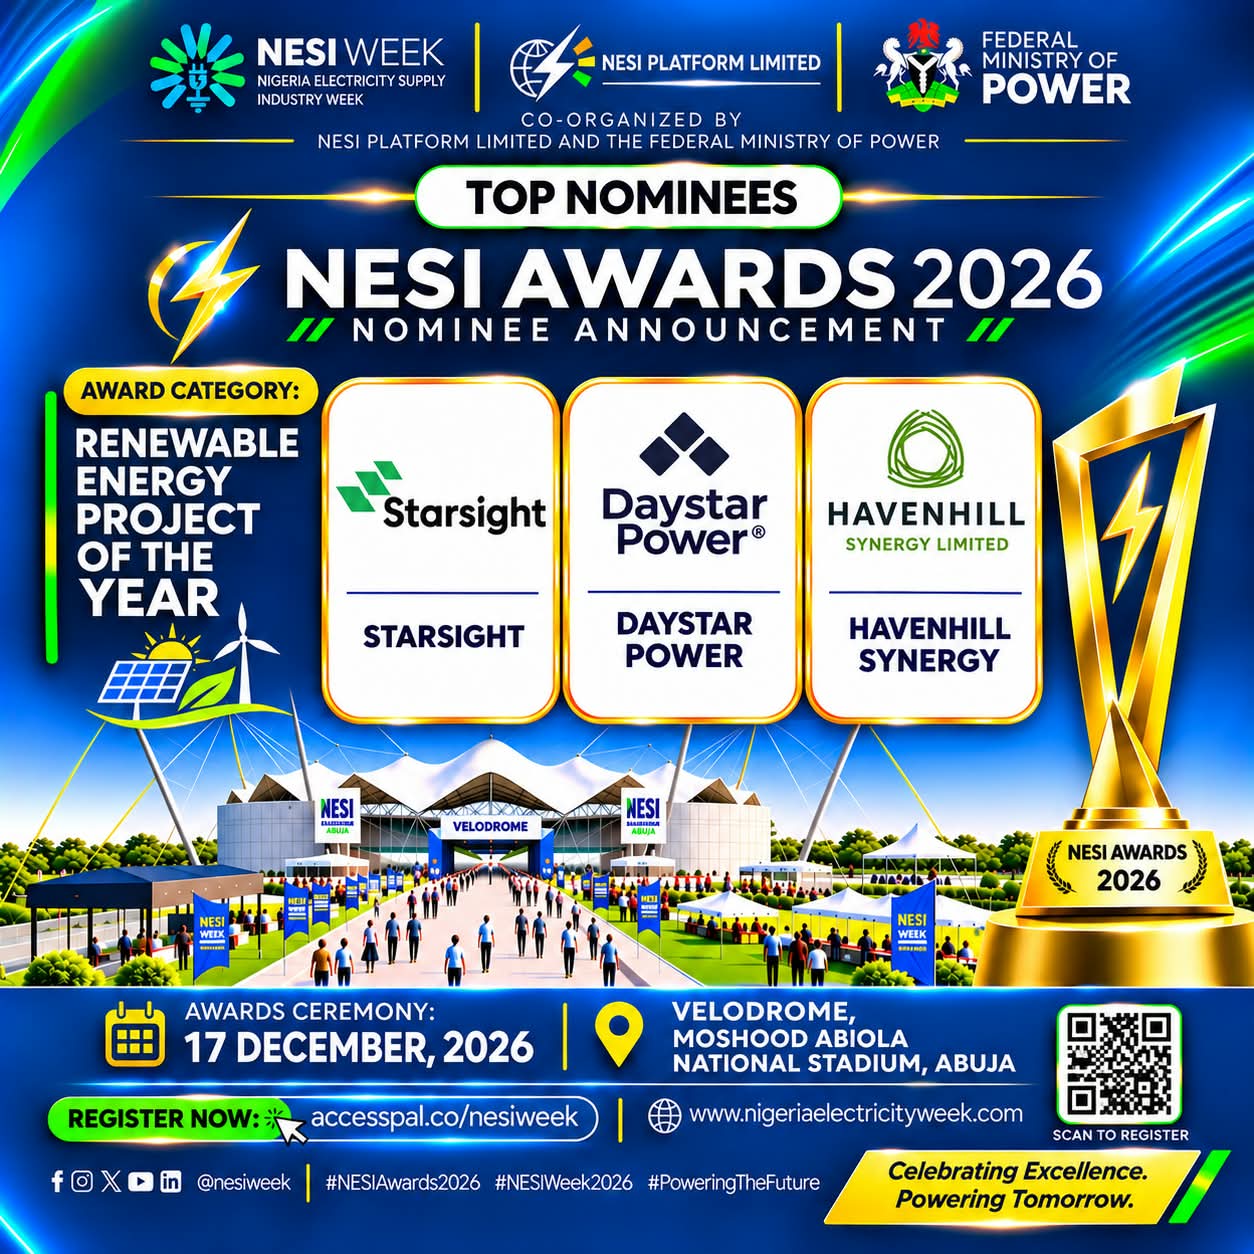 NESI WEEK
NIGERIA ELECTRICITY SUPPLY
INDUSTRY WEEK
NESI PLATFORM LIMITED
FEDERAL
MINISTRY OF
POWER
CO-ORGANIZED BY
NESI PLATFORM LIMITED AND THE FEDERAL MINISTRY OF POWER
TOP NOMINEES
NESI AWARDS 2026
NOMINEE ANNOUNCEMENT
AWARD CATEGORY:
RENEWABLE
ENERGY
PROJECT
OF THE
YEAR
Starsight
STARSIGHT
Daystar
Power®
DAYSTAR
POWER
HAVENHILL
SYNERGY LIMITED
HAVENHILL
SYNERGY
NESI
ABUJA
VELODROME
NESI
ABUJA
NESI
WEEK
NESI
WEEK
NESI AWARDS
2026
AWARDS CEREMONY:
17 DECEMBER, 2026
VELODROME,
MOSHOOD ABIOLA
NATIONAL STADIUM, ABUJA
REGISTER NOW:
accesspal.co/nesiweek
www.nigeriaelectricityweek.com
SCAN TO REGISTER
@nesiweek
#NESIAwards2026 #NESIWeek2026 #PoweringTheFuture
Celebrating Excellence.
Powering Tomorrow.